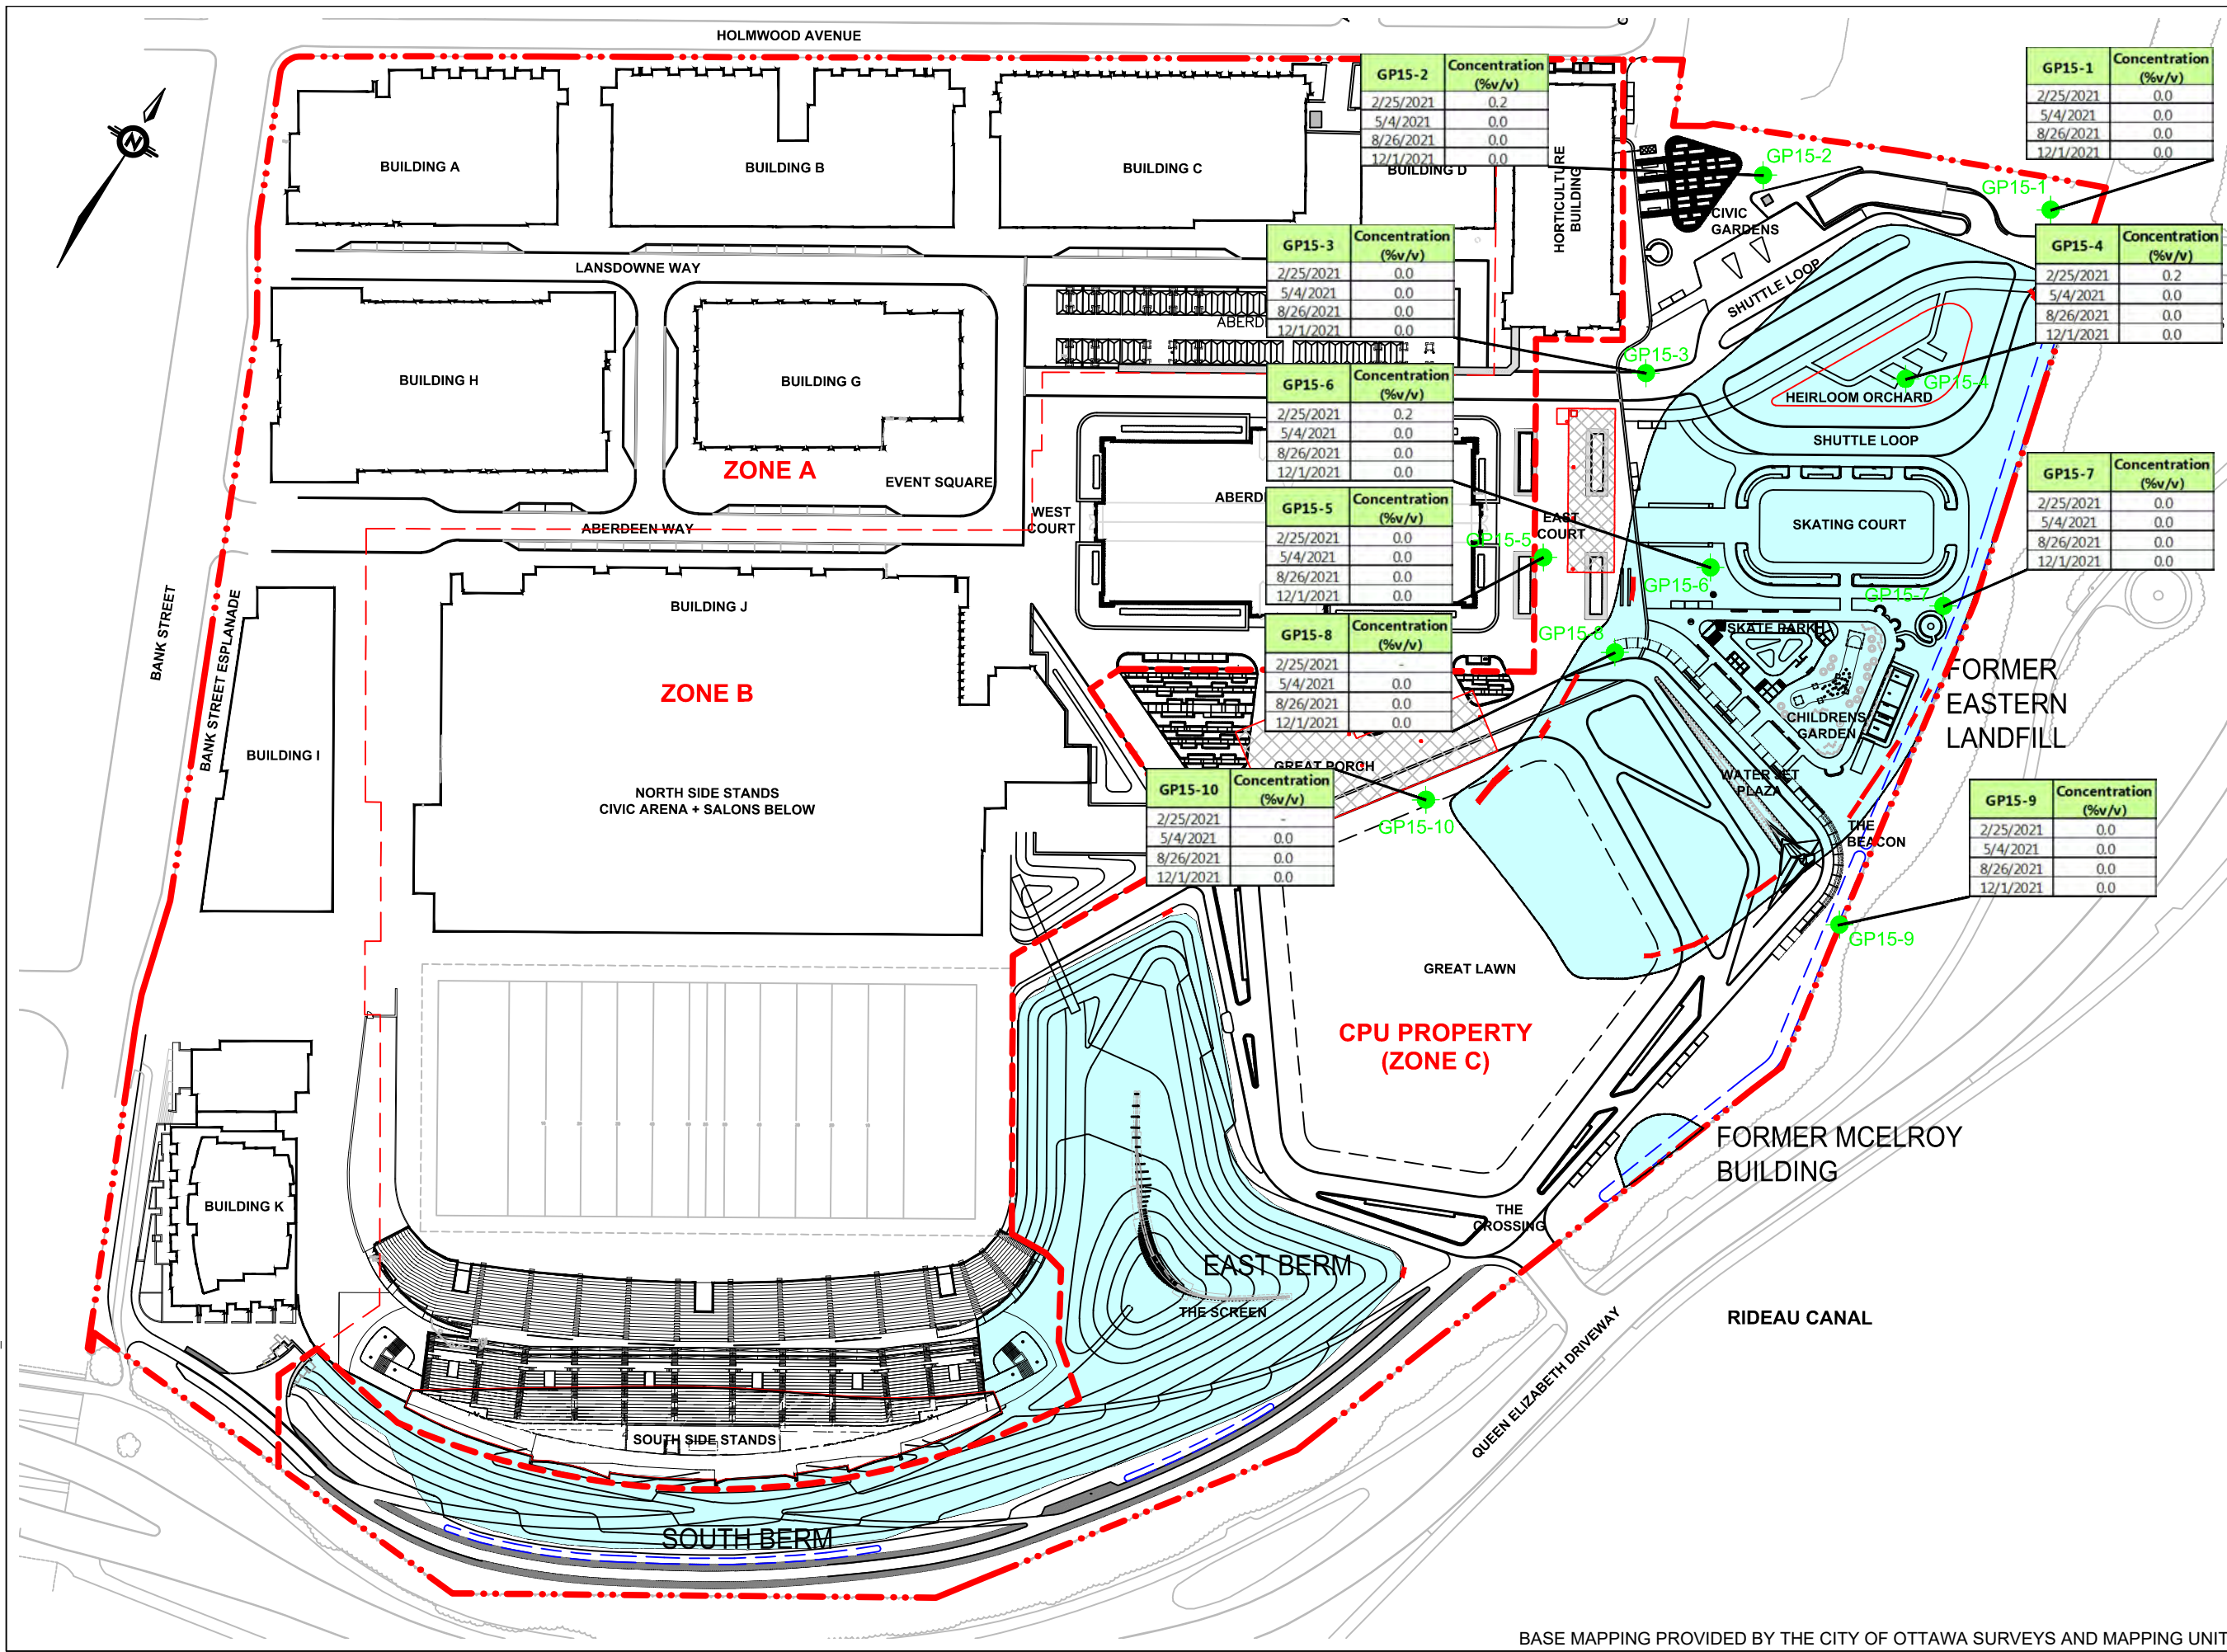 HOLMWOOD AVENUE
GP15-2 Concentration
(%v/v)
2/25/2021 0.2
5/4/2021 0.0
8/26/2021 0.0
12/1/2021 0.0
GP15-1 Concentration
(%v/v)
2/25/2021 0.0
5/4/2021 0.0
8/26/2021 0.0
12/1/2021 0.0
N
BUILDING A
BUILDING B
BUILDING C
BUILDING D
HORTICULTURE
BUILDING
GP15-2
GP15-1
CIVIC
GARDENS
GP15-3 Concentration
(%v/v)
2/25/2021 0.0
5/4/2021 0.0
8/26/2021 0.0
12/1/2021 0.0
GP15-4 Concentration
(%v/v)
2/25/2021 0.2
5/4/2021 0.0
8/26/2021 0.0
12/1/2021 0.0
LANSDOWNE WAY
SHUTTLE LOOP
ABERD
GP15-3
GP15-4
HEIRLOOM ORCHARD
SHUTTLE LOOP
BUILDING H
BUILDING G
GP15-6 Concentration
(%v/v)
2/25/2021 0.2
5/4/2021 0.0
8/26/2021 0.0
12/1/2021 0.0
ZONE A
EVENT SQUARE
GP15-7 Concentration
(%v/v)
2/25/2021 0.0
5/4/2021 0.0
8/26/2021 0.0
12/1/2021 0.0
ABERD
GP15-5 Concentration
(%v/v)
2/25/2021 0.0
5/4/2021 0.0
8/26/2021 0.0
12/1/2021 0.0
WEST
COURT
EAST
COURT
SKATING COURT
ABERDEEN WAY
GP15-5
GP15-6
GP15-7
BUILDING J
BANK STREET
BANK STREET ESPLANADE
GP15-8 Concentration
(%v/v)
2/25/2021 -
5/4/2021 0.0
8/26/2021 0.0
12/1/2021 0.0
GP15-8
SKATE PARK
FORMER
EASTERN
LANDFILL
ZONE B
CHILDRENS
GARDEN
BUILDING I
NORTH SIDE STANDS
CIVIC ARENA + SALONS BELOW
GREAT PORCH
WATER JET
PLAZA
GP15-10 Concentration
(%v/v)
2/25/2021 -
5/4/2021 0.0
8/26/2021 0.0
12/1/2021 0.0
GP15-10
THE
BEACON
GP15-9 Concentration
(%v/v)
2/25/2021 0.0
5/4/2021 0.0
8/26/2021 0.0
12/1/2021 0.0
GP15-9
GREAT LAWN
CPU PROPERTY
(ZONE C)
FORMER MCELROY
BUILDING
BUILDING K
THE
CROSSING
EAST BERM
THE SCREEN
RIDEAU CANAL
QUEEN ELIZABETH DRIVEWAY
SOUTH SIDE STANDS
SOUTH BERM
BASE MAPPING PROVIDED BY THE CITY OF OTTAWA SURVEYS AND MAPPING UNIT